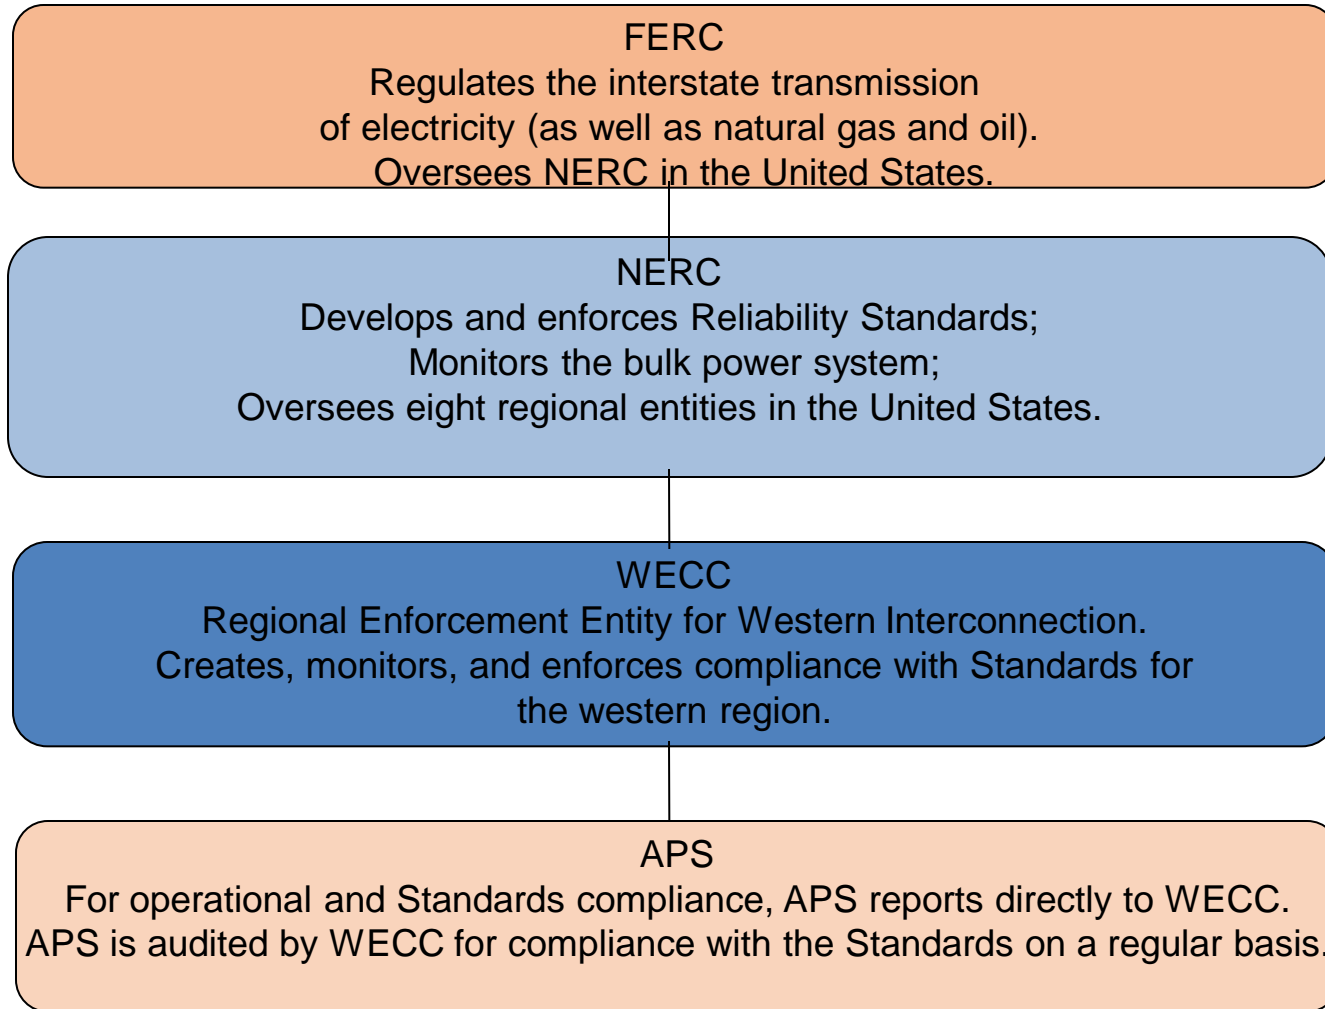 FERC
Regulates the interstate transmission
of electricity (as well as natural gas and oil).
Oversees NERC in the United States.
NERC
Develops and enforces Reliability Standards;
Monitors the bulk power system;
Oversees eight regional entities in the United States.
WECC
Regional Enforcement Entity for Western Interconnection.
Creates, monitors, and enforces compliance with Standards for
the western region.
APS
For operational and Standards compliance, APS reports directly to WECC.
APS is audited by WECC for compliance with the Standards on a regular basis.